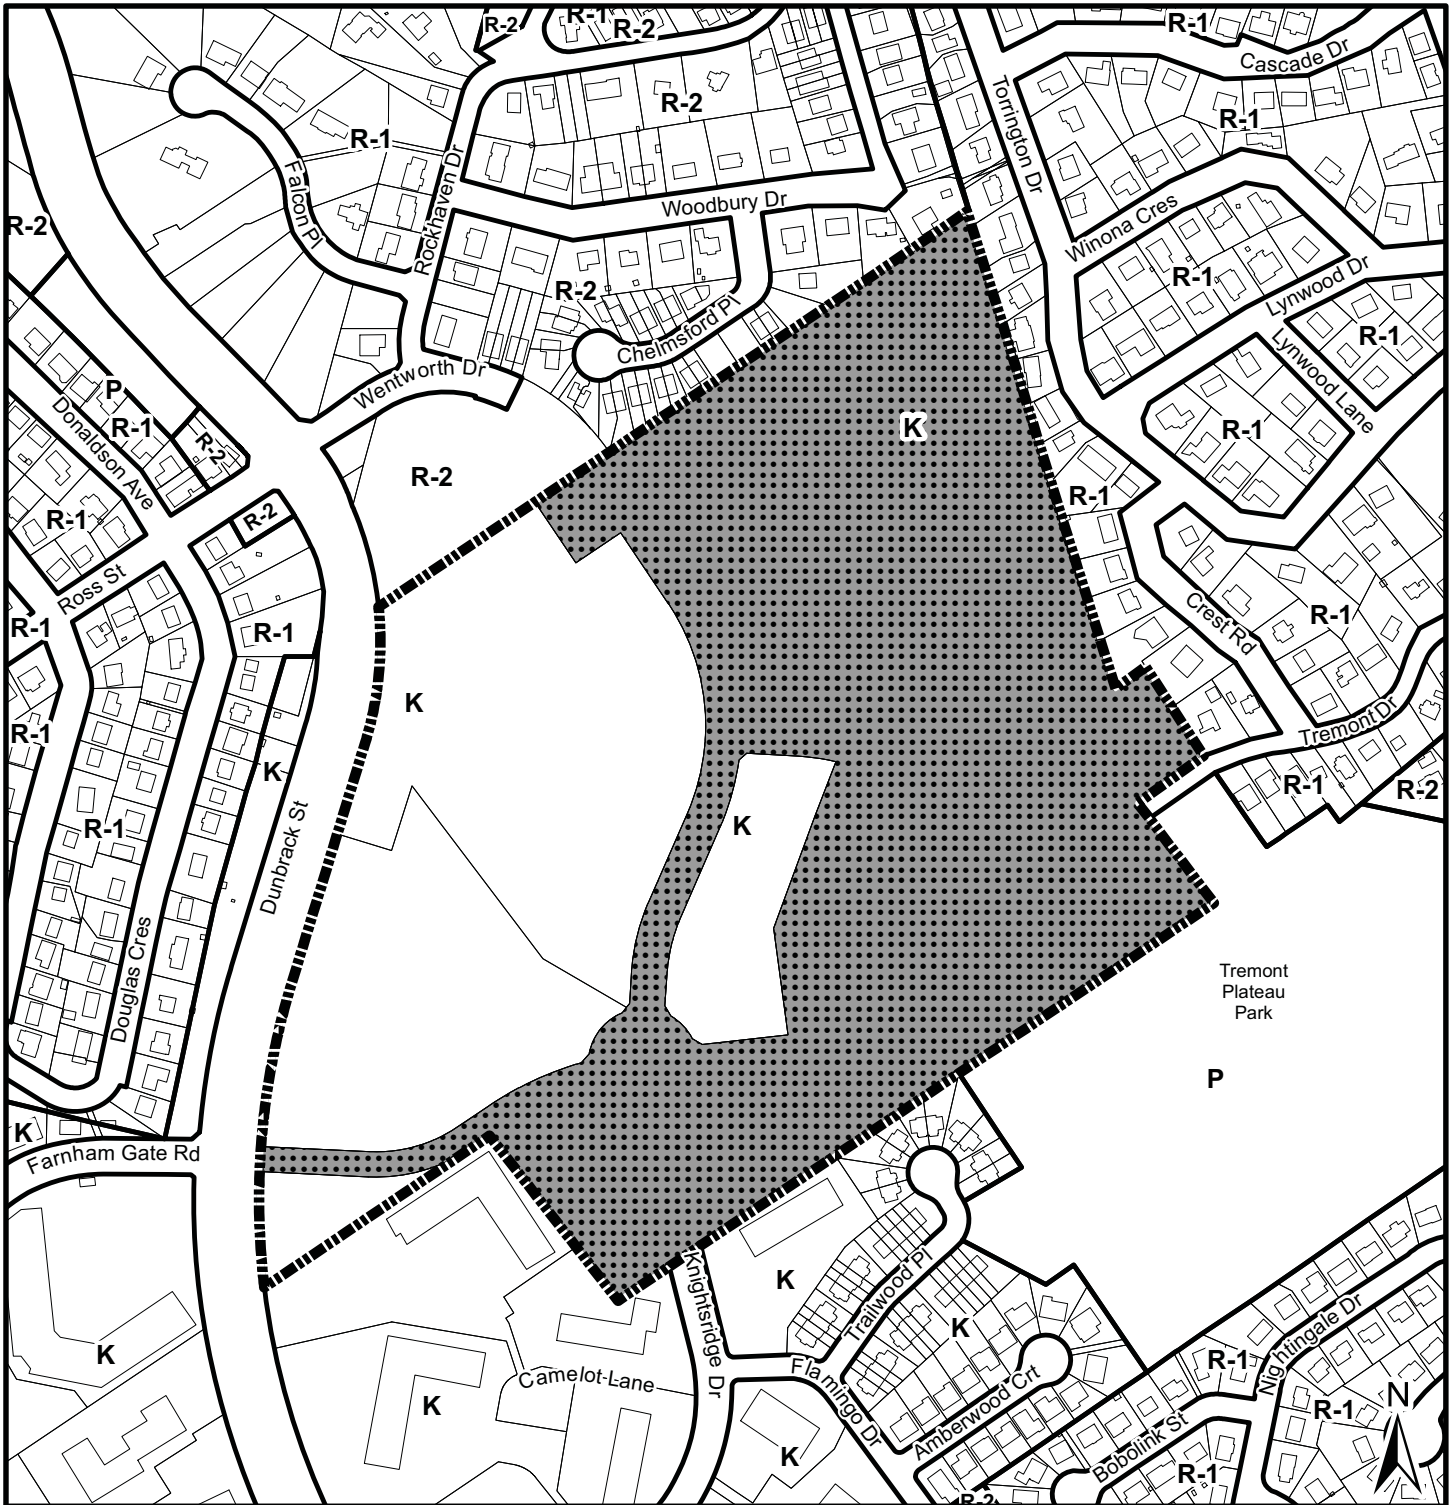 R-2
R-1
R-2
R-1
Cascade Dr
R-2
R-1
Torrington Dr
R-1
Falcon Pl
Rockhaven Dr
Woodbury Dr
Winona Cres
R-2
R-1
Lynwood Dr
R-2
Chelmsford Pl
R-1
Lynwood Lane
Wentworth Dr
P
Donaldson Ave
R-1
R-2
K
R-1
R-2
R-1
R-1
R-2
Ross St
R-1
R-1
Crest Rd
R-1
K
R-1
Tremont Dr
K
R-1
R-2
Dunbrack St
R-1
K
Douglas Cres
Tremont
Plateau
Park
P
K
Farnham Gate Rd
Knightsridge Dr
K
Trailwood Pl
K
K
Camelot Lane
Flamingo Dr
Amberwood Crt
Nightingale Dr
R-1
K
R-1
N
K
Bobolink St
R-1
R-2